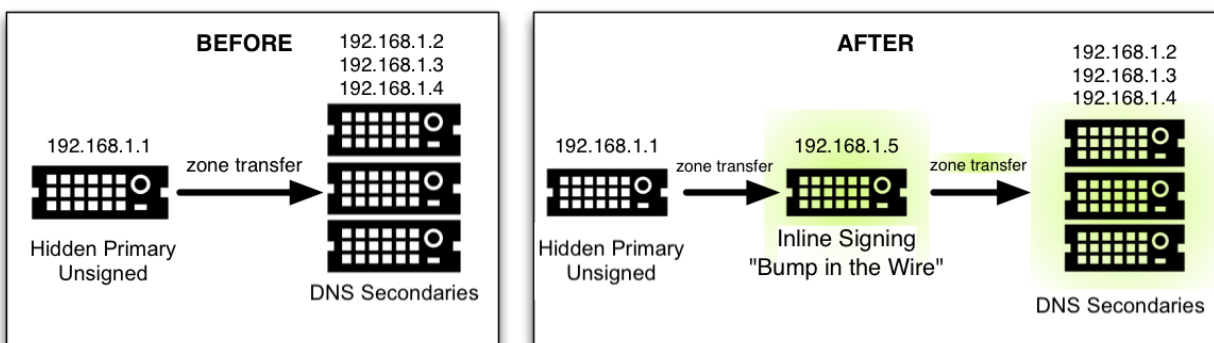 BEFORE
192.168.1.2
192.168.1.3
192.168.1.4
192.168.1.1
zone transfer
Hidden Primary
Unsigned
DNS Secondaries
AFTER
192.168.1.2
192.168.1.3
192.168.1.4
192.168.1.1
zone transfer
192.168.1.5
zone transfer
Hidden Primary
Unsigned
Inline Signing
"Bump in the Wire"
DNS Secondaries